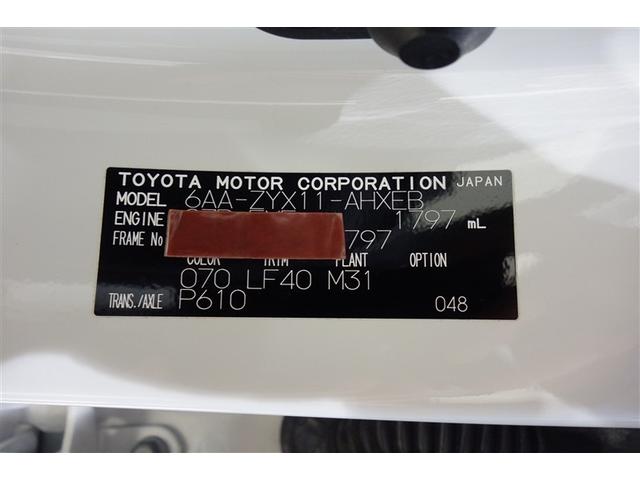 TOYOTA MOTOR CORPORATION JAPAN
MODEL 6AA-ZYX11-AHXEB
ENGINE 1797 mL
FRAME No 797
COLOR TRIM PLANT OPTION
070 LF40 M31
TRANS./AXLE P610 048